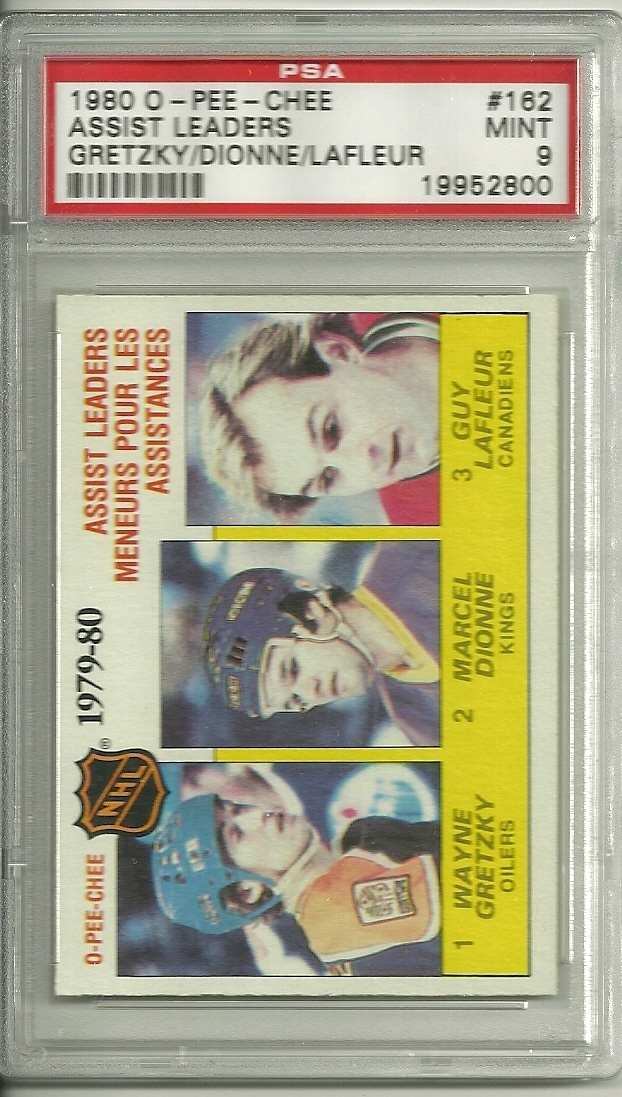 PSA
1980 O-PEE-CHEE #162
ASSIST LEADERS MINT
GRETZKY/DIONNE/LAFLEUR 9
19952800
O-PEE-CHEE NHL ® 1979-80
ASSIST LEADERS
MENEURS POUR LES
ASSISTANCES
1 WAYNE
GRETZKY
OILERS
2 MARCEL
DIONNE
KINGS
3 GUY
LAFLEUR
CANADIENS